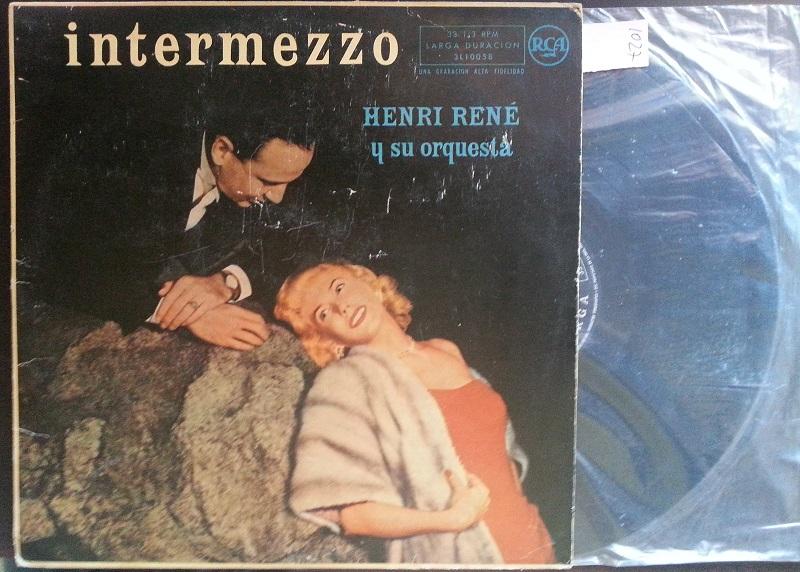 intermezzo
33 1/3 RPM
LARGA DURACION
3L10058
UNA GRABACION ALTA FIDELIDAD
RCA
HENRI RENÉ
y su orquesta
1027